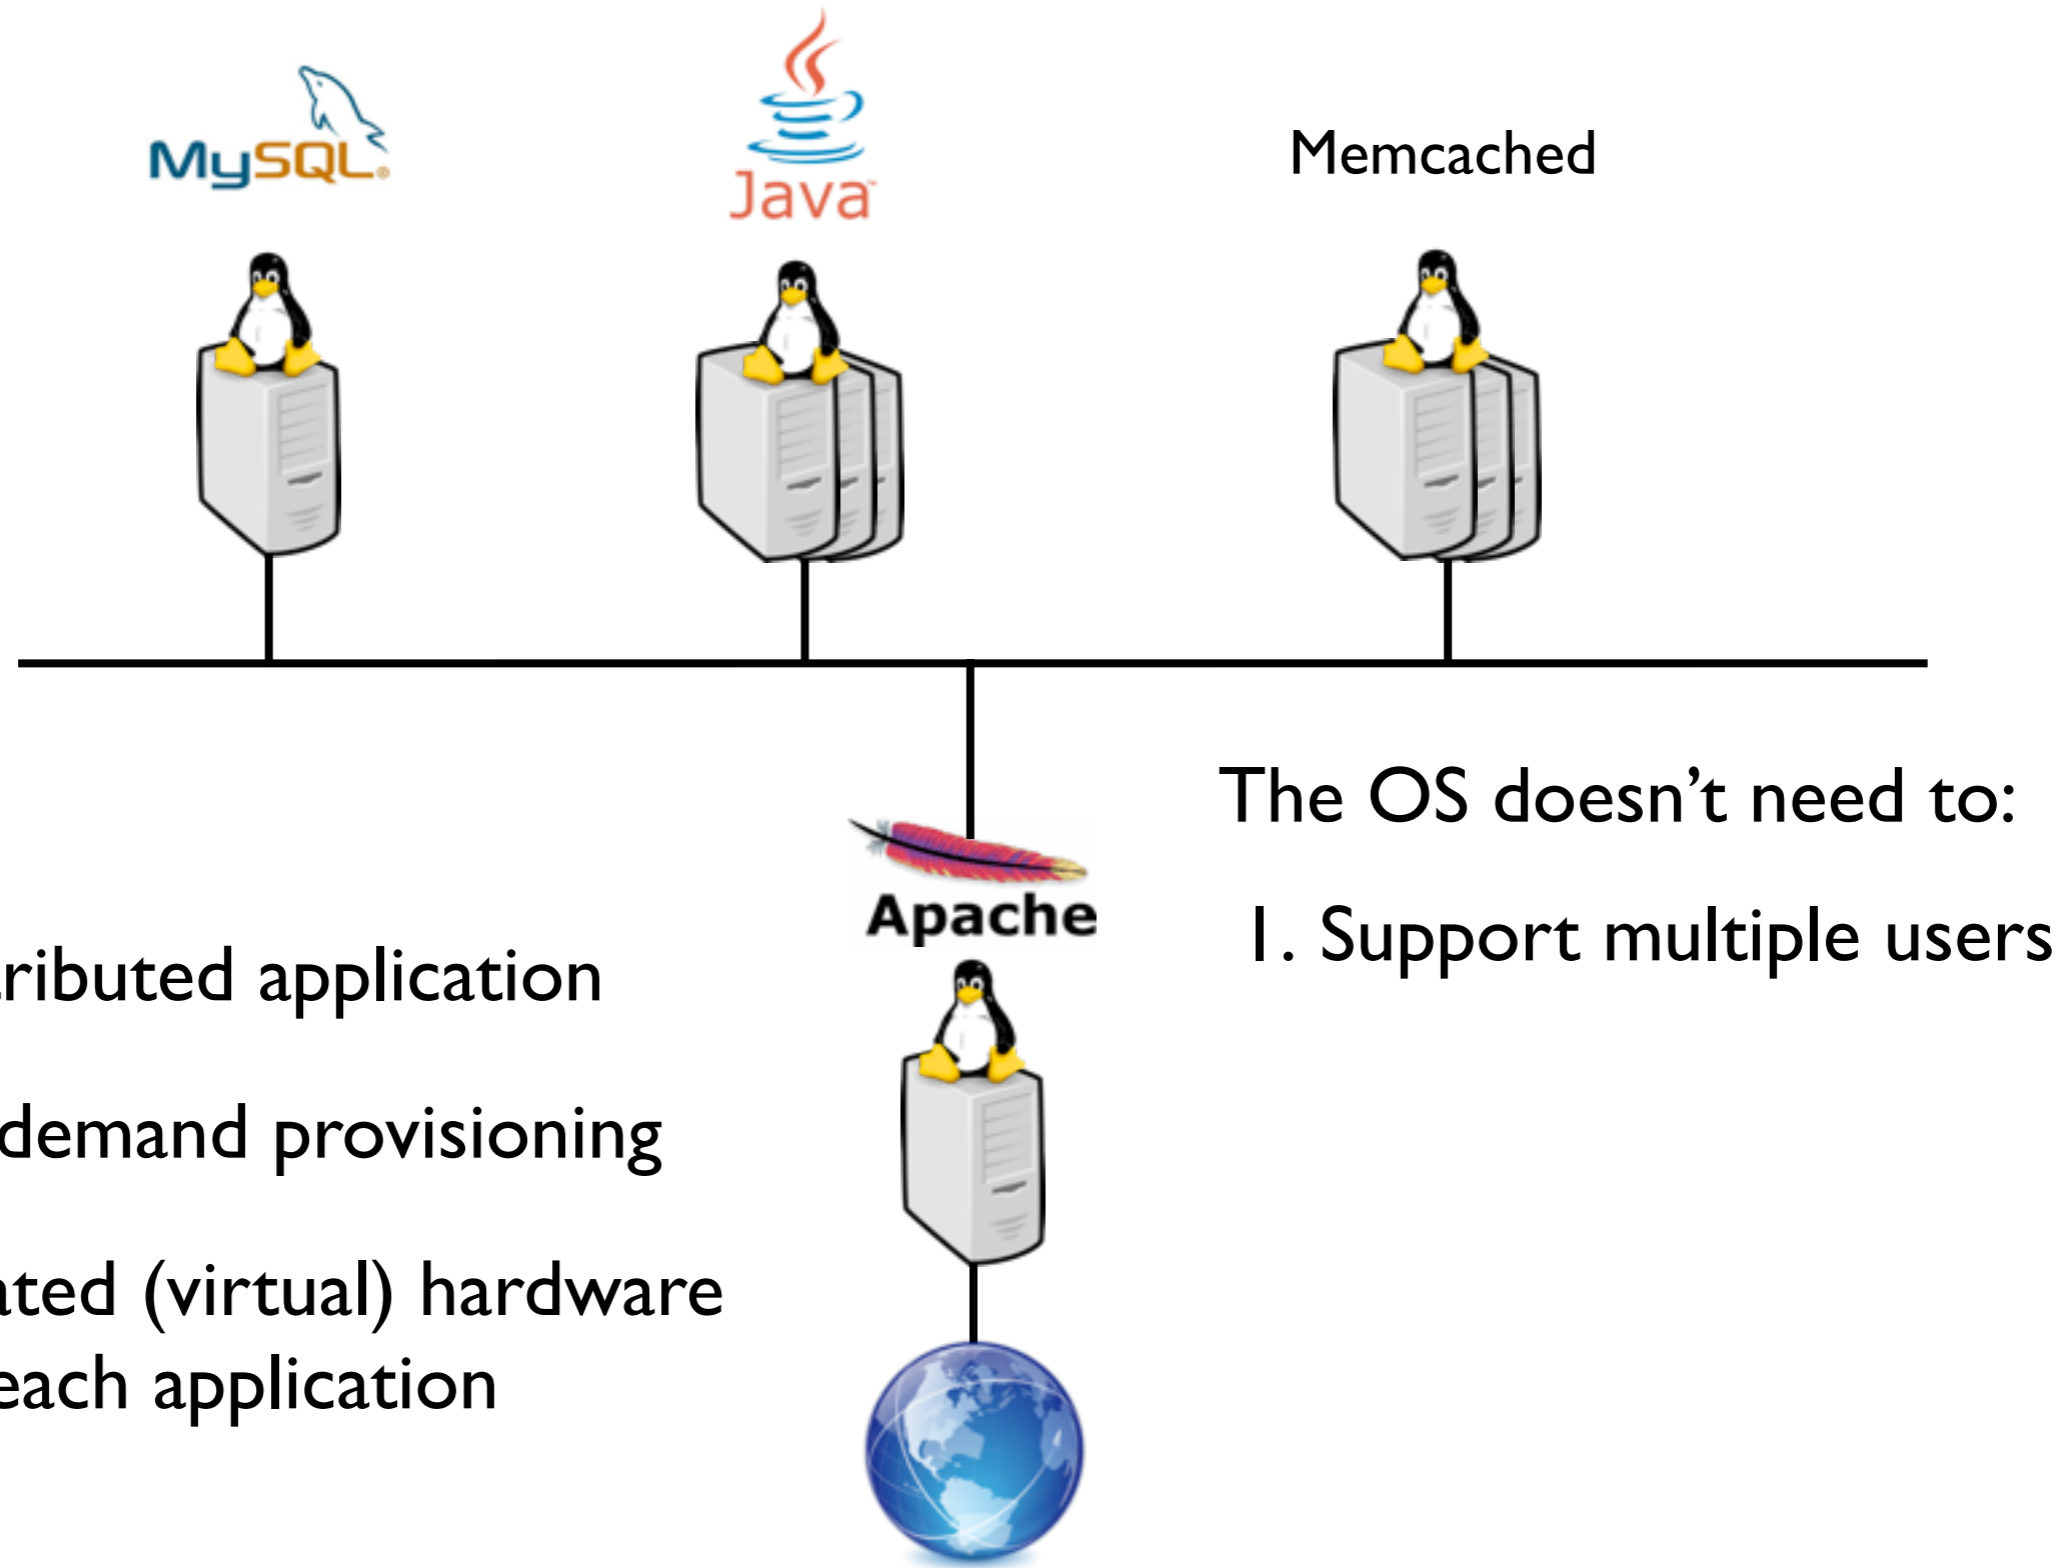 MySQL®
Java™
Memcached
The OS doesn’t need to:
Apache
1. Support multiple users
ributed application
demand provisioning
ated (virtual) hardware
each application